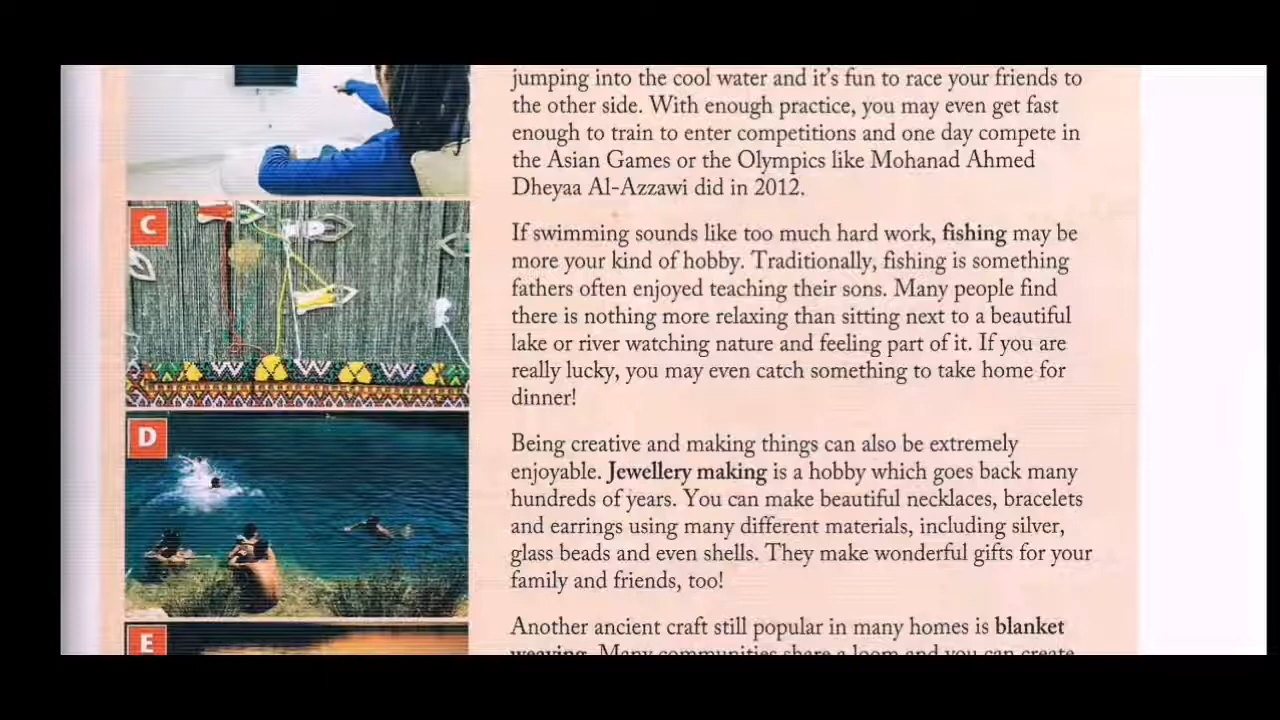 jumping into the cool water and it's fun to race your friends to
the other side. With enough practice, you may even get fast
enough to train to enter competitions and one day compete in
the Asian Games or the Olympics like Mohanad Ahmed
Dheyaa Al-Azzawi did in 2012.
C
If swimming sounds like too much hard work, fishing may be
more your kind of hobby. Traditionally, fishing is something
fathers often enjoyed teaching their sons. Many people find
there is nothing more relaxing than sitting next to a beautiful
lake or river watching nature and feeling part of it. If you are
really lucky, you may even catch something to take home for
dinner!
D
Being creative and making things can also be extremely
enjoyable. Jewellery making is a hobby which goes back many
hundreds of years. You can make beautiful necklaces, bracelets
and earrings using many different materials, including silver,
glass beads and even shells. They make wonderful gifts for your
family and friends, too!
E
Another ancient craft still popular in many homes is blanket
weaving. Many communities share a loom and you can create